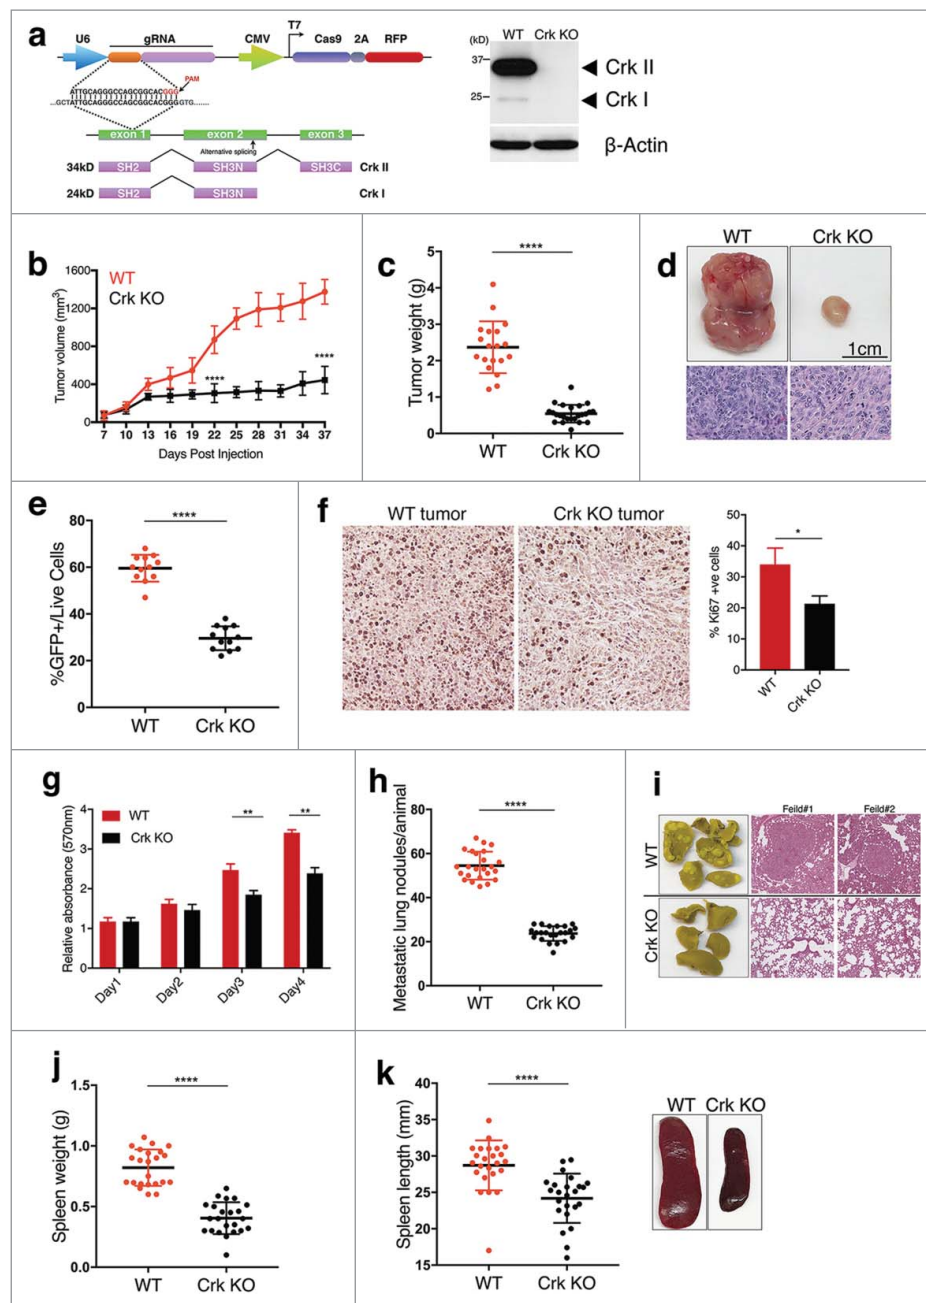 a
U6 gRNA CMV T7 Cas9 2A RFP
PAM
ATTGCAGGGCCAGCGGCACGGG
...GCTATTGCAGGGCCAGCGGCACGGGGTG.......
exon 1 exon 2 exon 3
Alternative splicing
34kD SH2 SH3N SH3C Crk II
24kD SH2 SH3N Crk I
(kD) WT Crk KO
37
Crk II
25
Crk I
β-Actin
b
WT
Crk KO
Tumor volume (mm3)
1600
1200
800
400
0
**** ****
7 10 13 16 19 22 25 28 31 34 37
Days Post Injection
c
Tumor weight (g)
5
4
3
2
1
0
****
WT Crk KO
d
WT Crk KO
1cm
e
%GFP+/Live Cells
80
60
40
20
0
****
WT Crk KO
f
WT tumor Crk KO tumor
% Ki67 +ve cells
50
40
30
20
10
0
*
WT
Crk KO
g
WT
Crk KO
Relative absorbance (570nm)
4
3
2
1
0
** **
Day1 Day2 Day3 Day4
h
Metastatic lung nodules/animal
80
60
40
20
0
****
WT Crk KO
i
Feild#1 Feild#2
WT
Crk KO
j
Spleen weight (g)
1.5
1.0
0.5
0.0
****
WT Crk KO
k
Spleen length (mm)
40
35
30
25
20
15
****
WT Crk KO
WT Crk KO